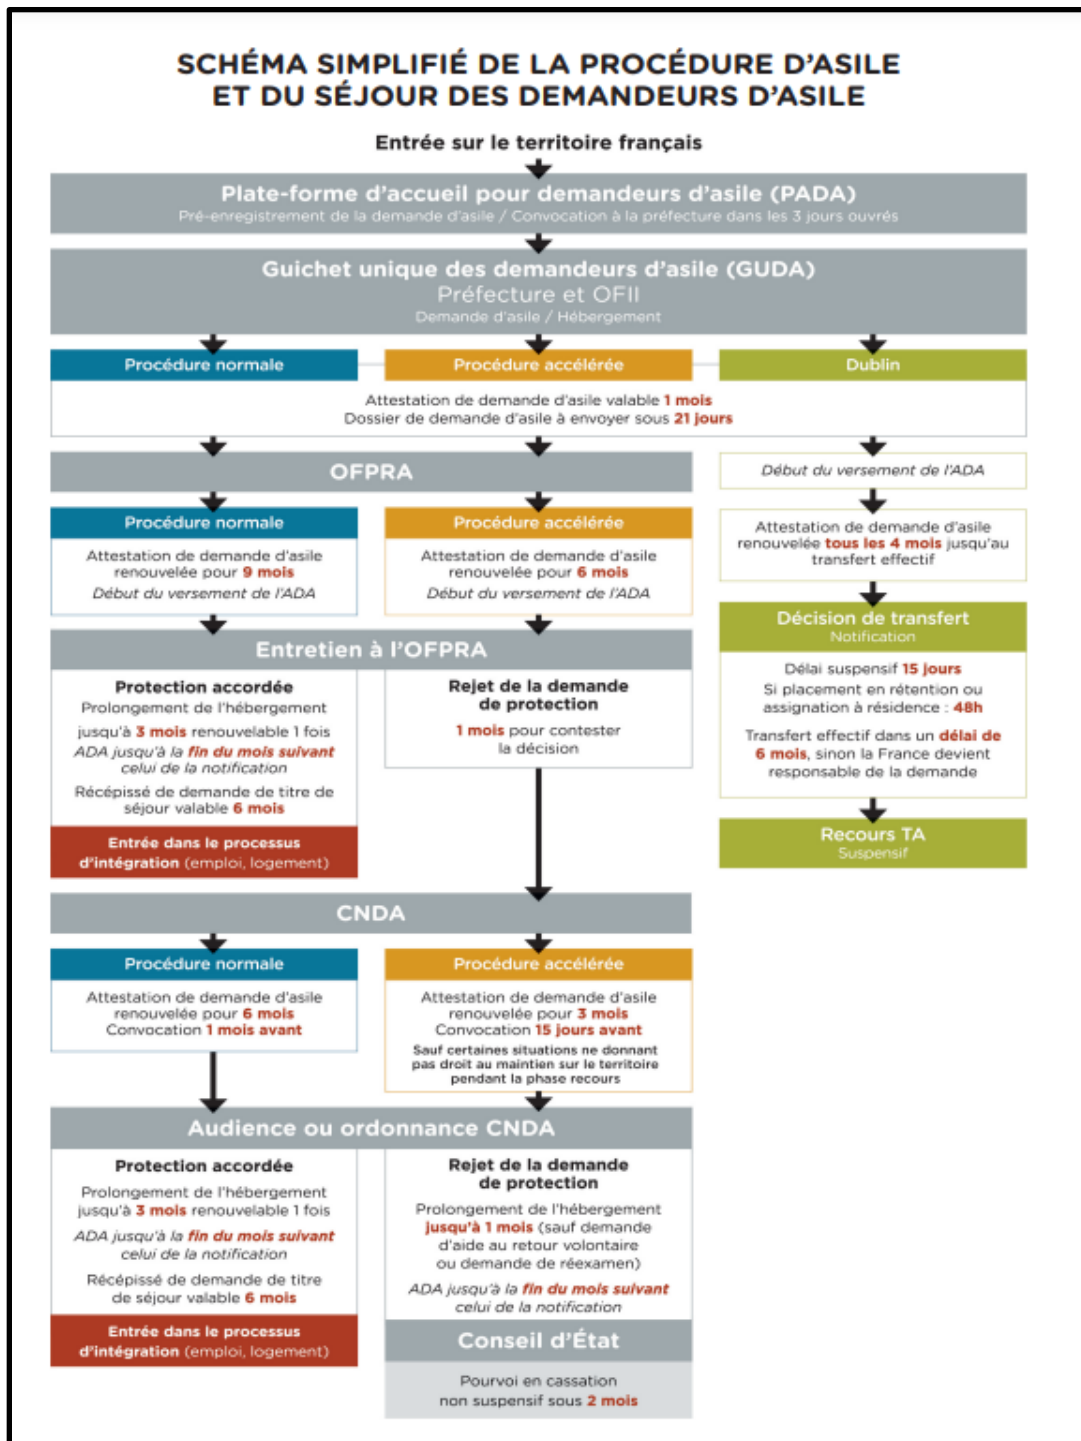 SCHÉMA SIMPLIFIÉ DE LA PROCÉDURE D'ASILE
ET DU SÉJOUR DES DEMANDEURS D'ASILE
Entrée sur le territoire français
Plate-forme d'accueil pour demandeurs d'asile (PADA)
Pré-enregistrement de la demande d'asile / Convocation à la préfecture dans les 3 jours ouvrés
Guichet unique des demandeurs d'asile (GUDA)
Préfecture et OFII
Demande d'asile / Hébergement
Procédure normale
Procédure accélérée
Dublin
Attestation de demande d'asile valable 1 mois
Dossier de demande d'asile à envoyer sous 21 jours
OFPRA
Procédure normale
Attestation de demande d'asile
renouvelée pour 9 mois
Début du versement de l'ADA
Procédure accélérée
Attestation de demande d'asile
renouvelée pour 6 mois
Début du versement de l'ADA
Début du versement de l'ADA
Attestation de demande d'asile
renouvelée tous les 4 mois jusqu'au
transfert effectif
Décision de transfert
Notification
Délai suspensif 15 jours
Si placement en rétention ou
assignation à résidence : 48h
Transfert effectif dans un délai de
6 mois, sinon la France devient
responsable de la demande
Recours TA
Suspensif
Entretien à l'OFPRA
Protection accordée
Prolongement de l'hébergement
jusqu'à 3 mois renouvelable 1 fois
ADA jusqu'à la fin du mois suivant
celui de la notification
Récépissé de demande de titre de
séjour valable 6 mois
Entrée dans le processus
d'intégration (emploi, logement)
Rejet de la demande
de protection
1 mois pour contester
la décision
CNDA
Procédure normale
Attestation de demande d'asile
renouvelée pour 6 mois
Convocation 1 mois avant
Procédure accélérée
Attestation de demande d'asile
renouvelée pour 3 mois
Convocation 15 jours avant
Sauf certaines situations ne donnant
pas droit au maintien sur le territoire
pendant la phase recours
Audience ou ordonnance CNDA
Protection accordée
Prolongement de l'hébergement
jusqu'à 3 mois renouvelable 1 fois
ADA jusqu'à la fin du mois suivant
celui de la notification
Récépissé de demande de titre
de séjour valable 6 mois
Entrée dans le processus
d'intégration (emploi, logement)
Rejet de la demande
de protection
Prolongement de l'hébergement
jusqu'à 1 mois (sauf demande
d'aide au retour volontaire
ou demande de réexamen)
ADA jusqu'à la fin du mois suivant
celui de la notification
Conseil d'État
Pourvoi en cassation
non suspensif sous 2 mois